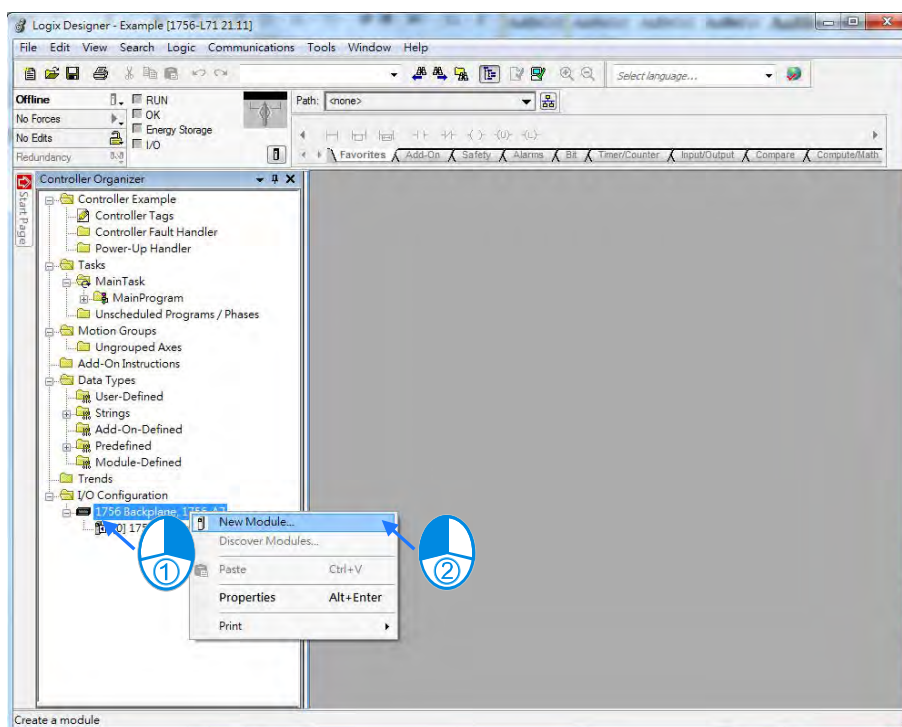 Logix Designer - Example [1756-L71 21.11]
File Edit View Search Logic Communications Tools Window Help
Select language...
Offline
RUN
Path: <none>
No Forces
OK
Energy Storage
No Edits
I/O
Redundancy
Favorites Add-On Safety Alarms Bit Timer/Counter Input/Output Compare Compute/Math
Start Page
Controller Organizer
Controller Example
Controller Tags
Controller Fault Handler
Power-Up Handler
Tasks
MainTask
MainProgram
Unscheduled Programs / Phases
Motion Groups
Ungrouped Axes
Add-On Instructions
Data Types
User-Defined
Strings
Add-On-Defined
Predefined
Module-Defined
Trends
I/O Configuration
1756 Backplane, 1756-A7
[0] 175
New Module...
Discover Modules...
Paste Ctrl+V
Properties Alt+Enter
Print
1
2
Create a module